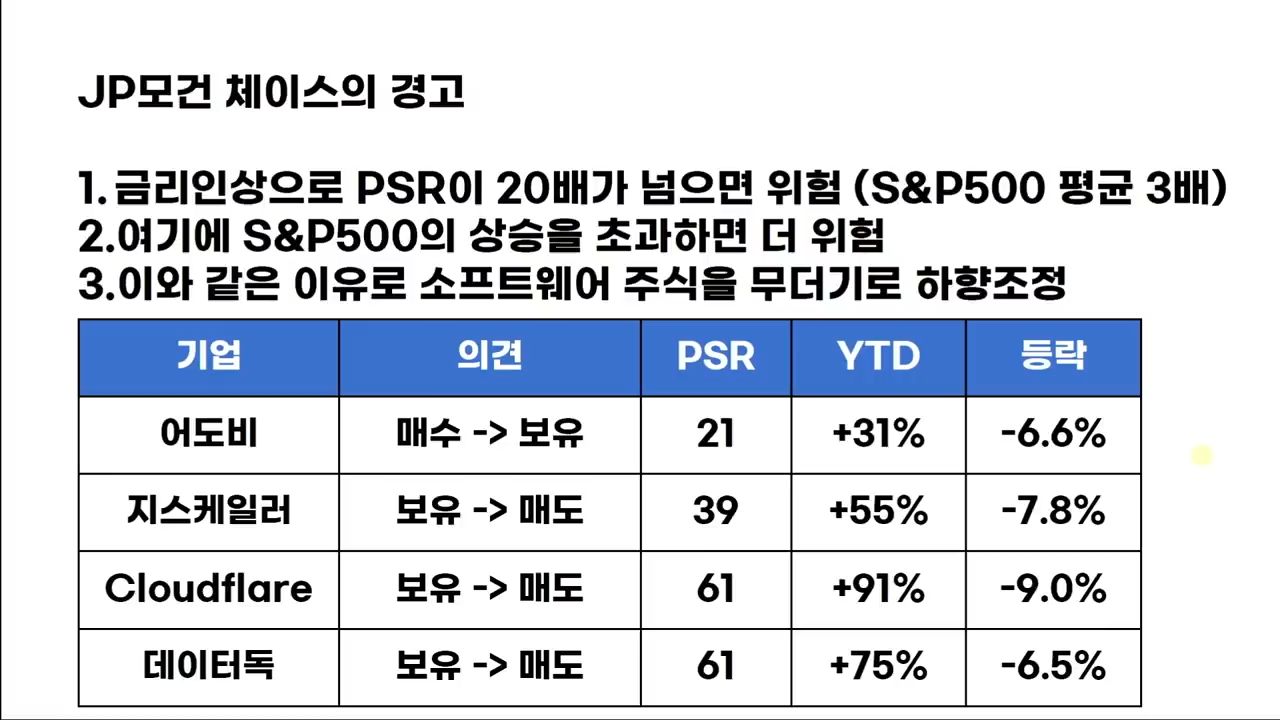 JP모건 체이스의 경고
1. 금리인상으로 PSR이 20배가 넘으면 위험 (S&P500 평균 3배)
2.여기에 S&P500의 상승을 초과하면 더 위험
3.이와 같은 이유로 소프트웨어 주식을 무더기로 하향조정
기업 의견 PSR YTD 등락
어도비 매수 -> 보유 21 +31% -6.6%
지스케일러 보유 -> 매도 39 +55% -7.8%
Cloudflare 보유 -> 매도 61 +91% -9.0%
데이터독 보유 -> 매도 61 +75% -6.5%